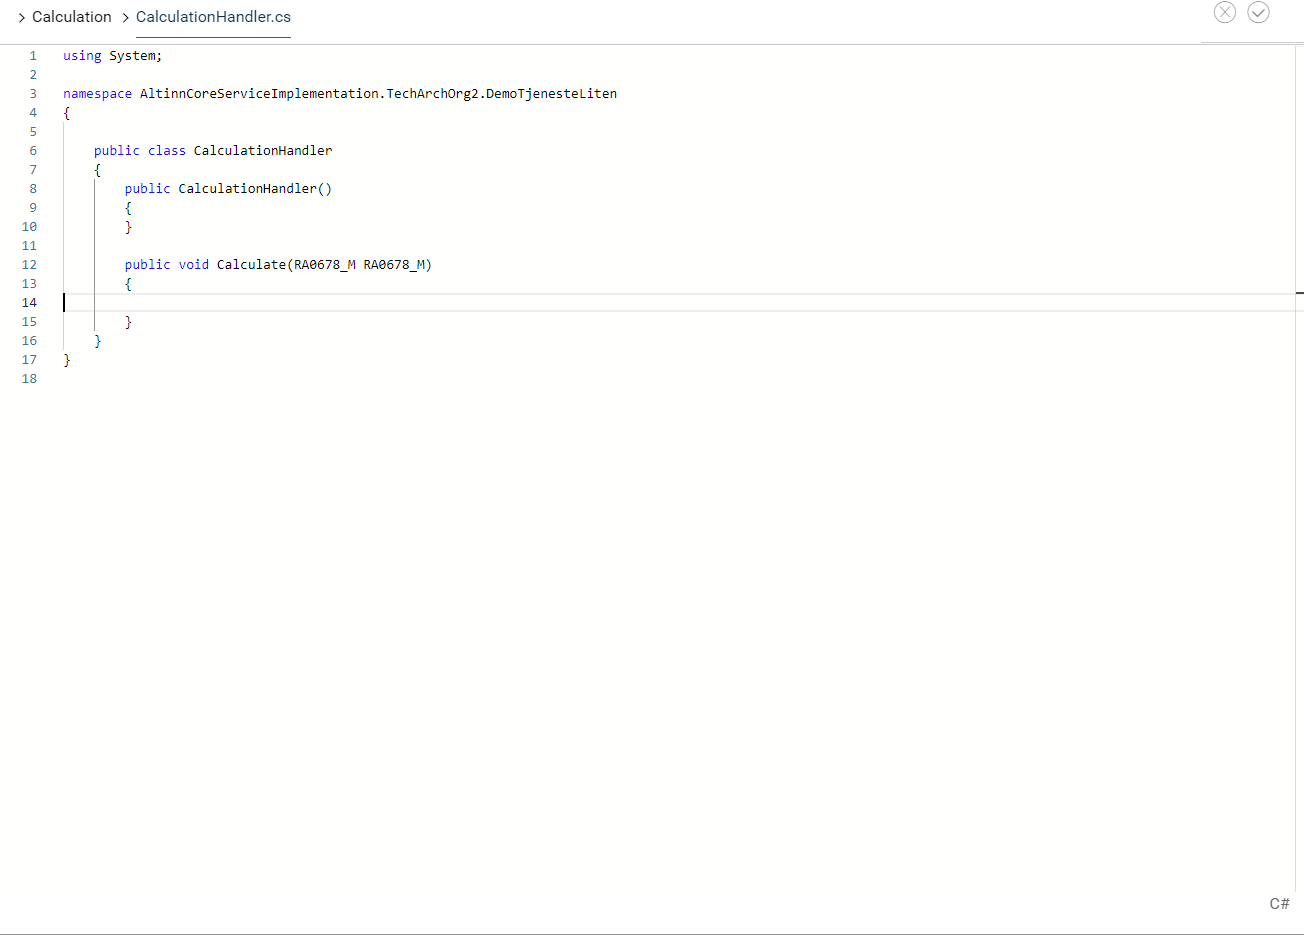 Calculation CalculationHandler.cs
1 using System;
2
3 namespace AltinnCoreServiceImplementation.TechArchOrg2.DemoTjenesteLiten
4 {
5
6     public class CalculationHandler
7     {
8         public CalculationHandler()
9         {
10         }
11
12         public void Calculate(RA0678_M RA0678_M)
13         {
14
15         }
16     }
17 }
18
C#